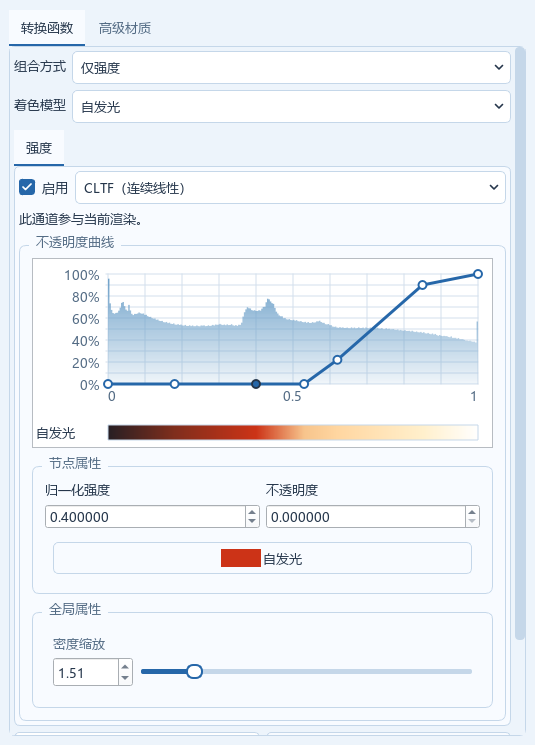 转换函数 高级材质
组合方式 仅强度
着色模型 自发光
强度
启用 CLTF（连续线性）
此通道参与当前渲染。
不透明度曲线
100%
80%
60%
40%
20%
0%
0 0.5 1
自发光
节点属性
归一化强度 不透明度
0.400000 0.000000
自发光
全局属性
密度缩放
1.51